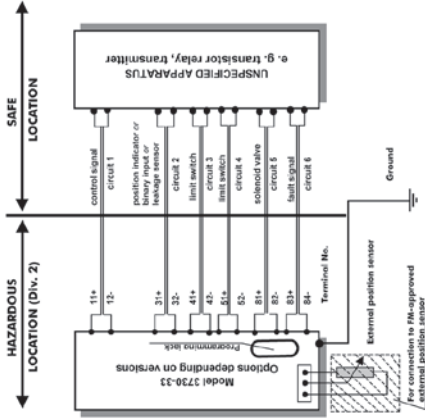 HAZARDOUS
LOCATION (Div. 2)
SAFE
LOCATION
Model 3730-33
Options depending on versions
Programming jack
UNSPECIFIED APPARATUS
e. g. transistor relay, transmitter
11+
12-
control signal
circuit 1
31+
32-
position indicator or
binary input or
leakage sensor
circuit 2
41+
42-
limit switch
circuit 3
51+
52-
limit switch
circuit 4
81+
82-
solenoid valve
circuit 5
83+
84-
fault signal
circuit 6
Terminal No.
Ground
External position sensor
For connection to FM-approved
external position sensor